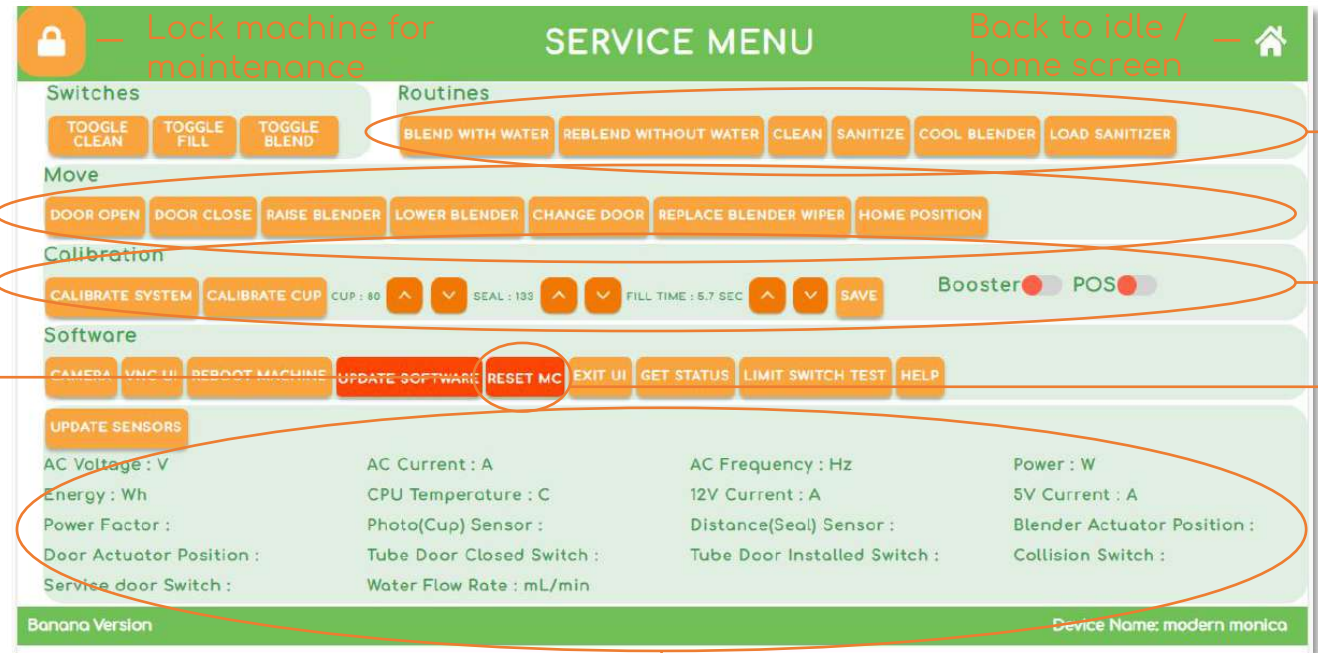 Lock machine for
maintenance
SERVICE MENU
Back to idle /
home screen
Switches
Routines
TOOGLE CLEAN
TOGGLE FILL
TOGGLE BLEND
BLEND WITH WATER REBLEND WITHOUT WATER CLEAN SANITIZE COOL BLENDER LOAD SANITIZER
Move
DOOR OPEN DOOR CLOSE RAISE BLENDER LOWER BLENDER CHANGE DOOR REPLACE BLENDER WIPER HOME POSITION
Calibration
CALIBRATE SYSTEM CALIBRATE CUP CUP : 80 SEAL : 133 FILL TIME : 5.7 SEC SAVE Booster POS
Software
CAMERA VNC UI REBOOT MACHINE UPDATE SOFTWARE RESET MC EXIT UI GET STATUS LIMIT SWITCH TEST HELP
UPDATE SENSORS
AC Voltage : V AC Current : A AC Frequency : Hz Power : W
Energy : Wh CPU Temperature : C 12V Current : A 5V Current : A
Power Factor : Photo(Cup) Sensor : Distance(Seal) Sensor : Blender Actuator Position :
Door Actuator Position : Tube Door Closed Switch : Tube Door Installed Switch : Collision Switch :
Service door Switch : Water Flow Rate : mL/min
Banana Version Device Name: modern monica